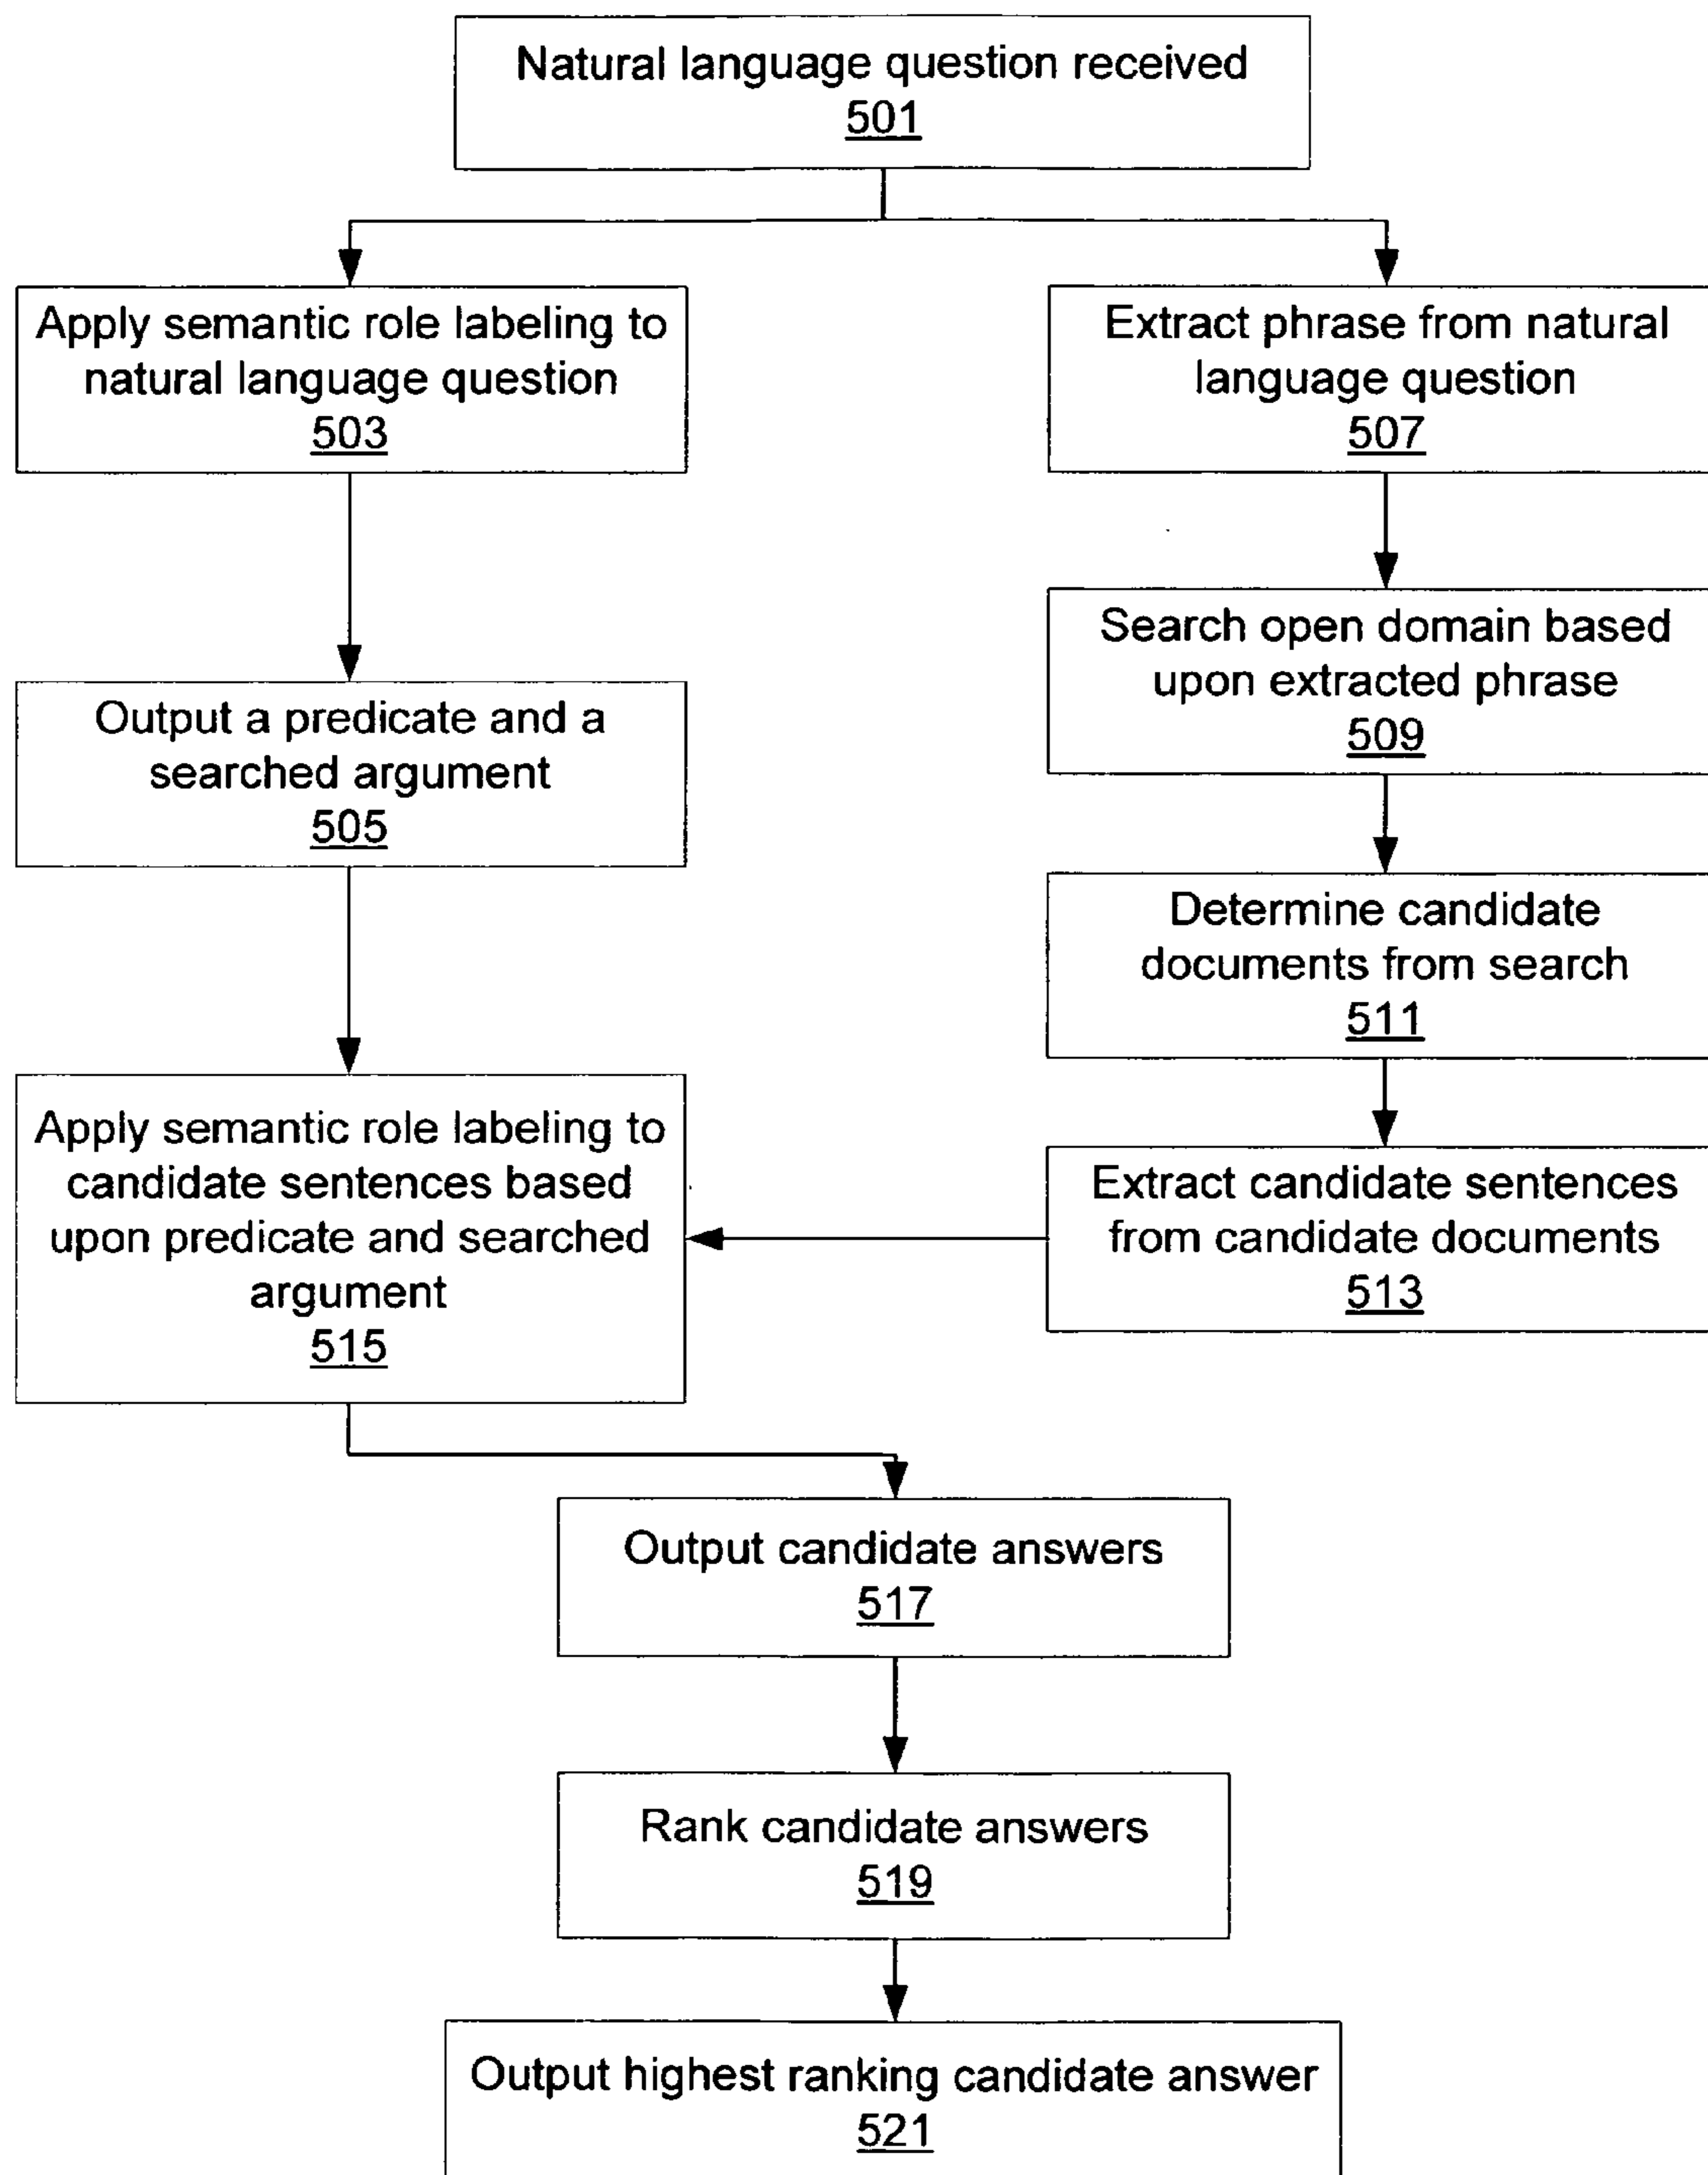 Natural language question received
501
Apply semantic role labeling to
natural language question
503
Extract phrase from natural
language question
507
Search open domain based
upon extracted phrase
509
Output a predicate and a
searched argument
505
Determine candidate
documents from search
511
Apply semantic role labeling to
candidate sentences based
upon predicate and searched
argument
515
Extract candidate sentences
from candidate documents
513
Output candidate answers
517
Rank candidate answers
519
Output highest ranking candidate answer
521